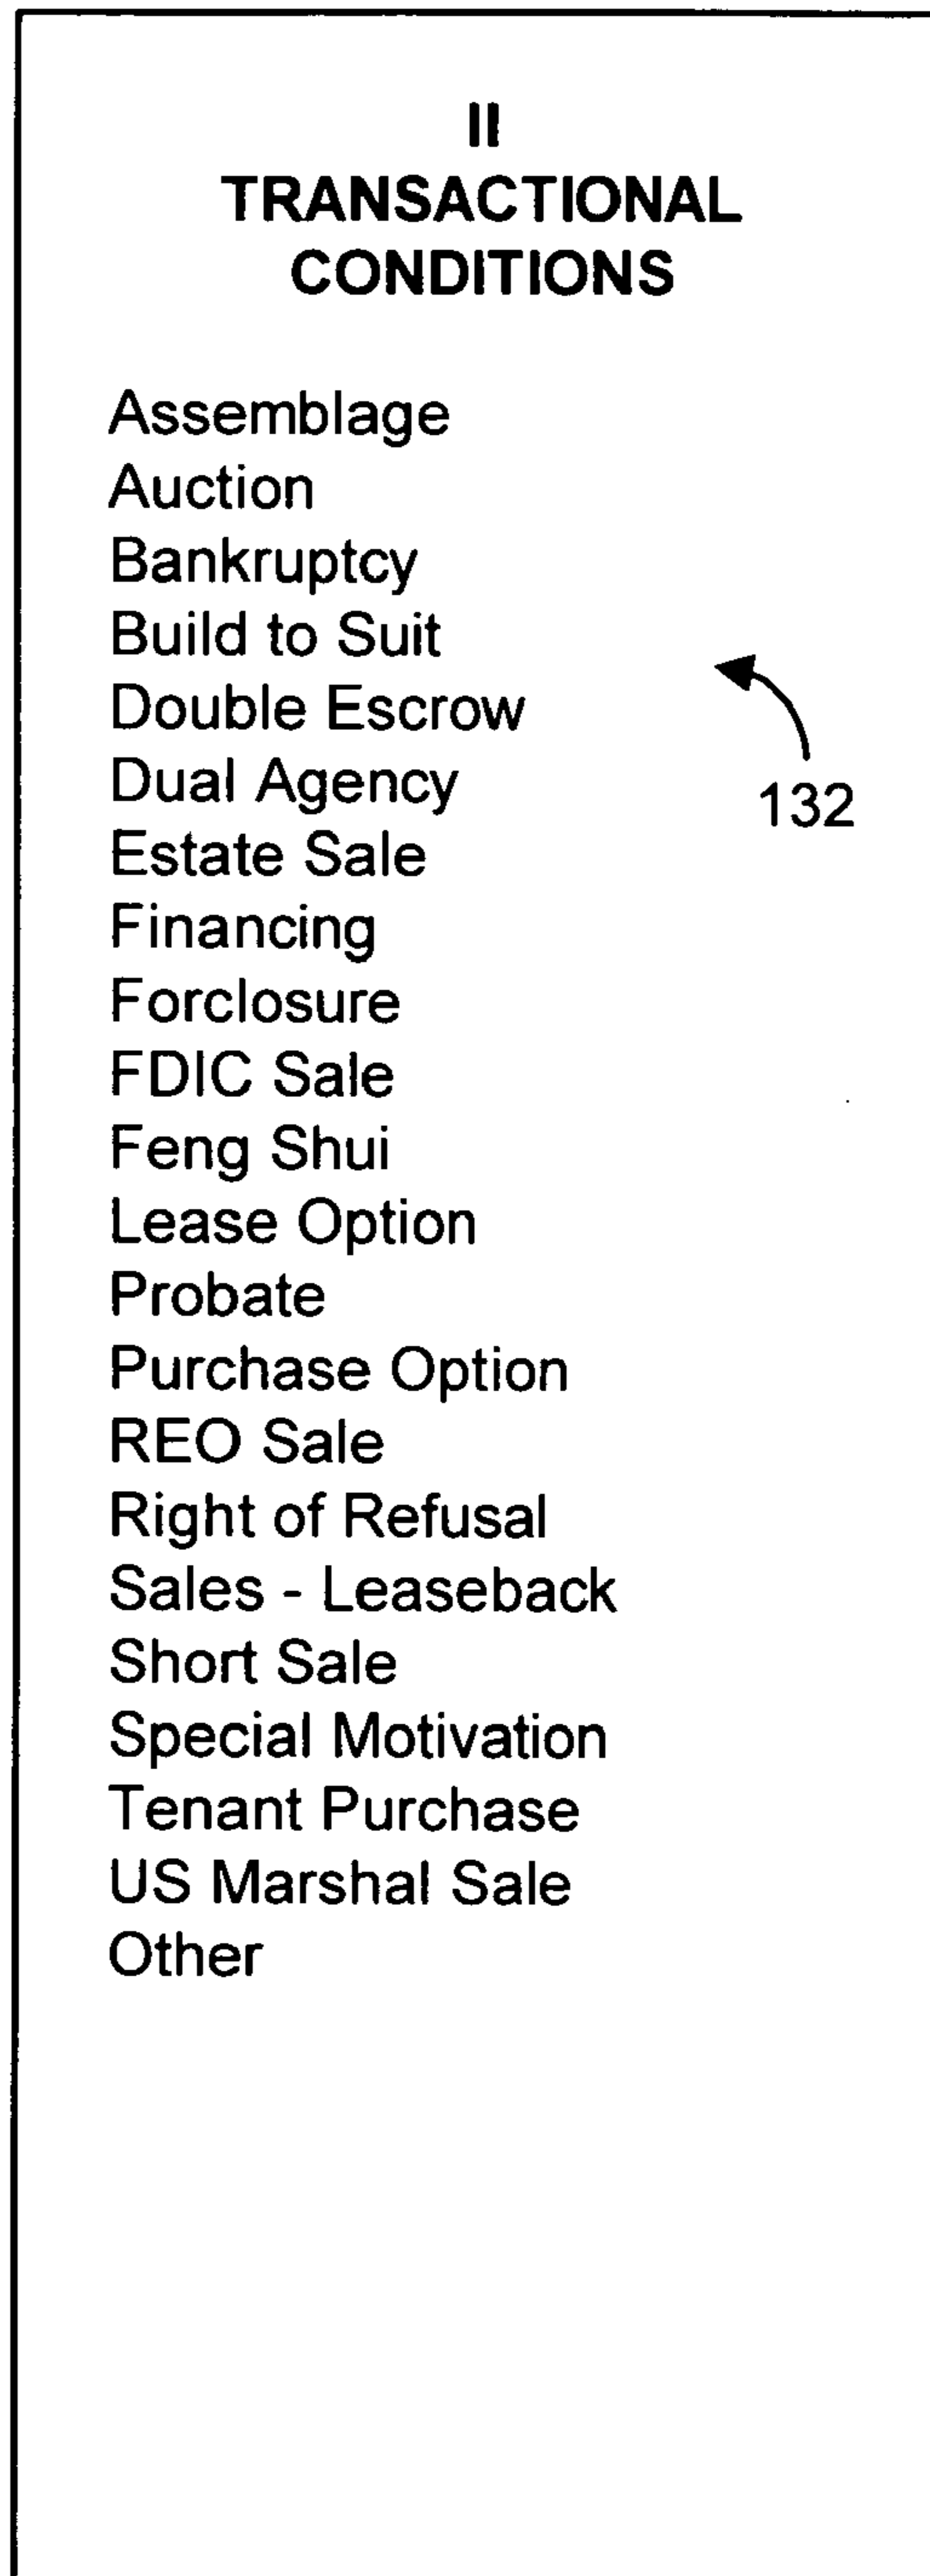 II
TRANSACTIONAL
CONDITIONS
Assemblage
Auction
Bankruptcy
Build to Suit
Double Escrow
Dual Agency
132
Estate Sale
Financing
Forclosure
FDIC Sale
Feng Shui
Lease Option
Probate
Purchase Option
REO Sale
Right of Refusal
Sales - Leaseback
Short Sale
Special Motivation
Tenant Purchase
US Marshal Sale
Other